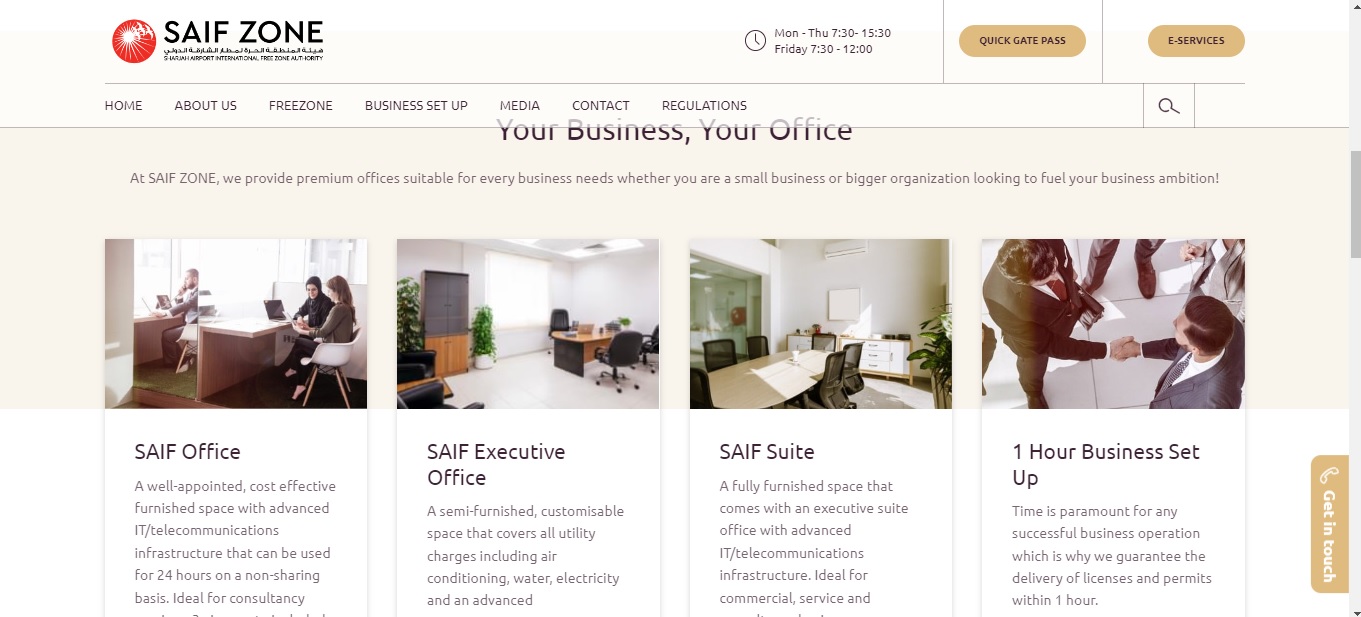 SAIF ZONE
هيئة المنطقة الحرة لمطار الشارقة الدولي
SHARJAH AIRPORT INTERNATIONAL FREE ZONE AUTHORITY
Mon - Thu 7:30- 15:30
Friday 7:30 - 12:00
QUICK GATE PASS
E-SERVICES
HOME
ABOUT US
FREEZONE
BUSINESS SET UP
MEDIA
CONTACT
REGULATIONS
Your Business, Your Office
At SAIF ZONE, we provide premium offices suitable for every business needs whether you are a small business or bigger organization looking to fuel your business ambition!
SAIF Office
A well-appointed, cost effective
furnished space with advanced
IT/telecommunications
infrastructure that can be used
for 24 hours on a non-sharing
basis. Ideal for consultancy
SAIF Executive
Office
A semi-furnished, customisable
space that covers all utility
charges including air
conditioning, water, electricity
and an advanced
SAIF Suite
A fully furnished space that
comes with an executive suite
office with advanced
IT/telecommunications
infrastructure. Ideal for
commercial, service and
1 Hour Business Set
Up
Time is paramount for any
successful business operation
which is why we guarantee the
delivery of licenses and permits
within 1 hour.
Get in touch